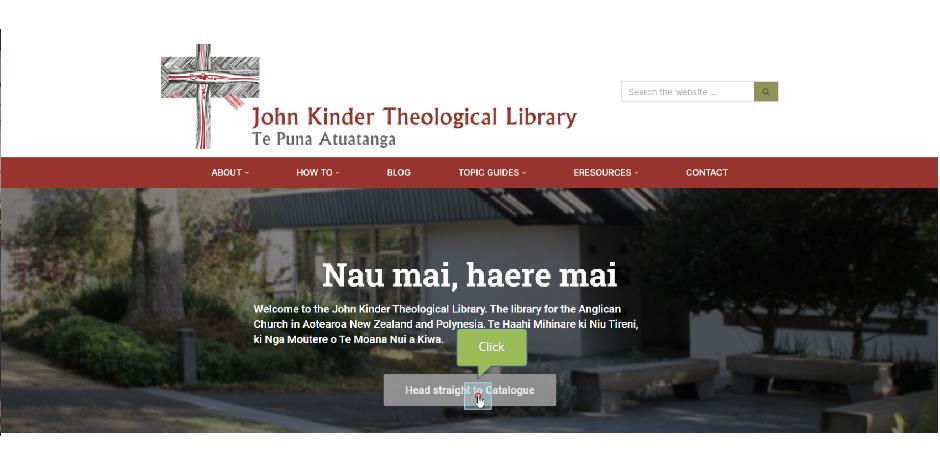 John Kinder Theological Library
Te Puna Atuatanga
Search the website ...
ABOUT
HOW TO
BLOG
TOPIC GUIDES
ERESOURCES
CONTACT
Nau mai, haere mai
Welcome to the John Kinder Theological Library. The library for the Anglican
Church in Aotearoa New Zealand and Polynesia. Te Haahi Mihinare ki Niu Tireni,
ki Nga Moutere o Te Moana Nui a Kiwa.
Click
Head straight to Catalogue